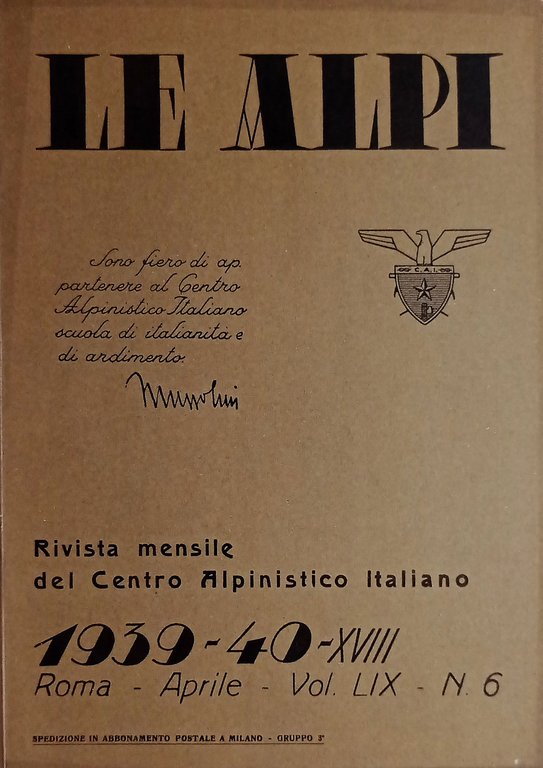 LE ALPI
C.A.I.
Sono fiero di ap.
partenere al Centro
Alpinistico Italiano
scuola di italianità e
di ardimento.
Mussolini
Rivista mensile
del Centro Alpinistico Italiano
1939-40-XVIII
Roma - Aprile - Vol. LIX - N. 6
SPEDIZIONE IN ABBONAMENTO POSTALE A MILANO - GRUPPO 3°